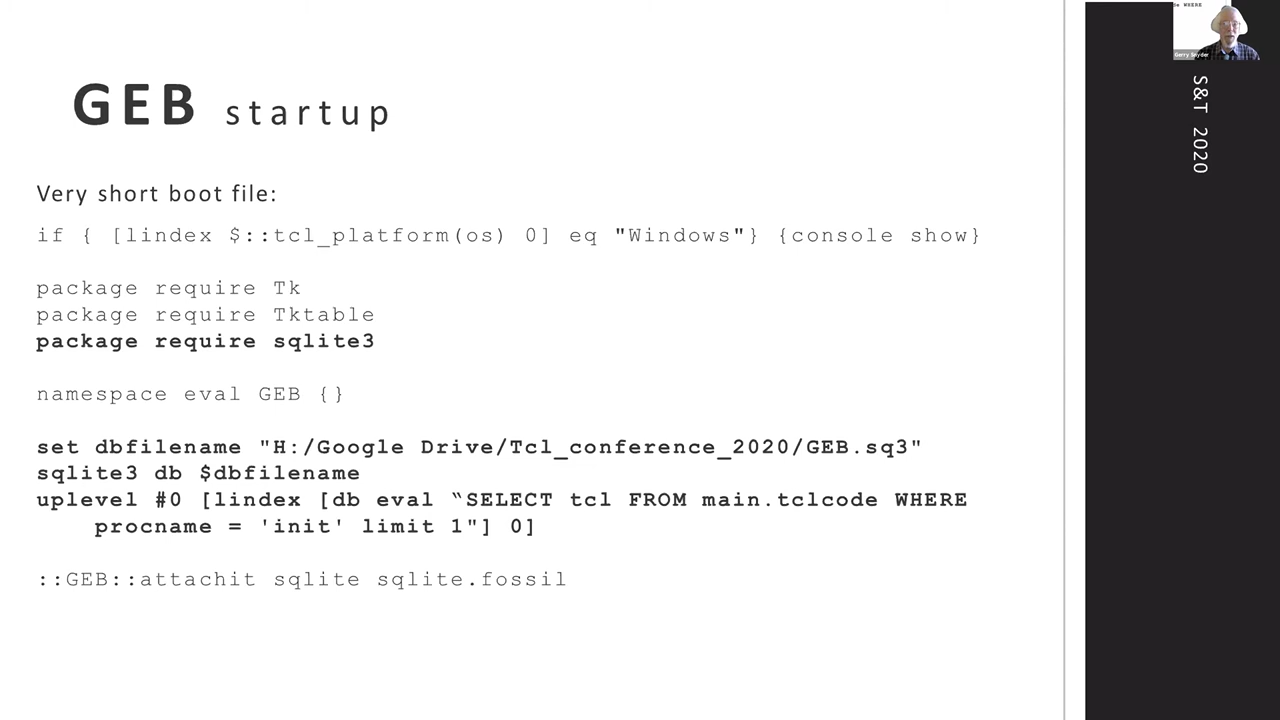 GEB startup
Very short boot file:
if { [lindex $::tcl_platform(os) 0] eq "Windows"} {console show}
package require Tk
package require Tktable
package require sqlite3
namespace eval GEB {}
set dbfilename "H:/Google Drive/Tcl_conference_2020/GEB.sq3"
sqlite3 db $dbfilename
uplevel #0 [lindex [db eval “SELECT tcl FROM main.tclcode WHERE
procname = 'init' limit 1"] 0]
::GEB::attachit sqlite sqlite.fossil
de WHERE
Gerry Snyder
S&T 2020